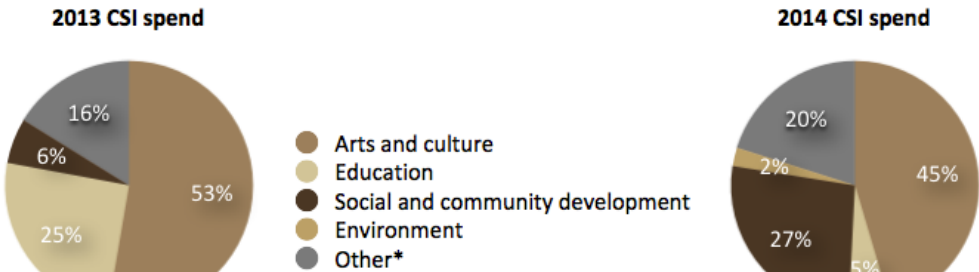 2013 CSI spend
2014 CSI spend
16%
6%
53%
25%
Arts and culture
Education
Social and community development
Environment
Other*
20%
2%
45%
27%
5%